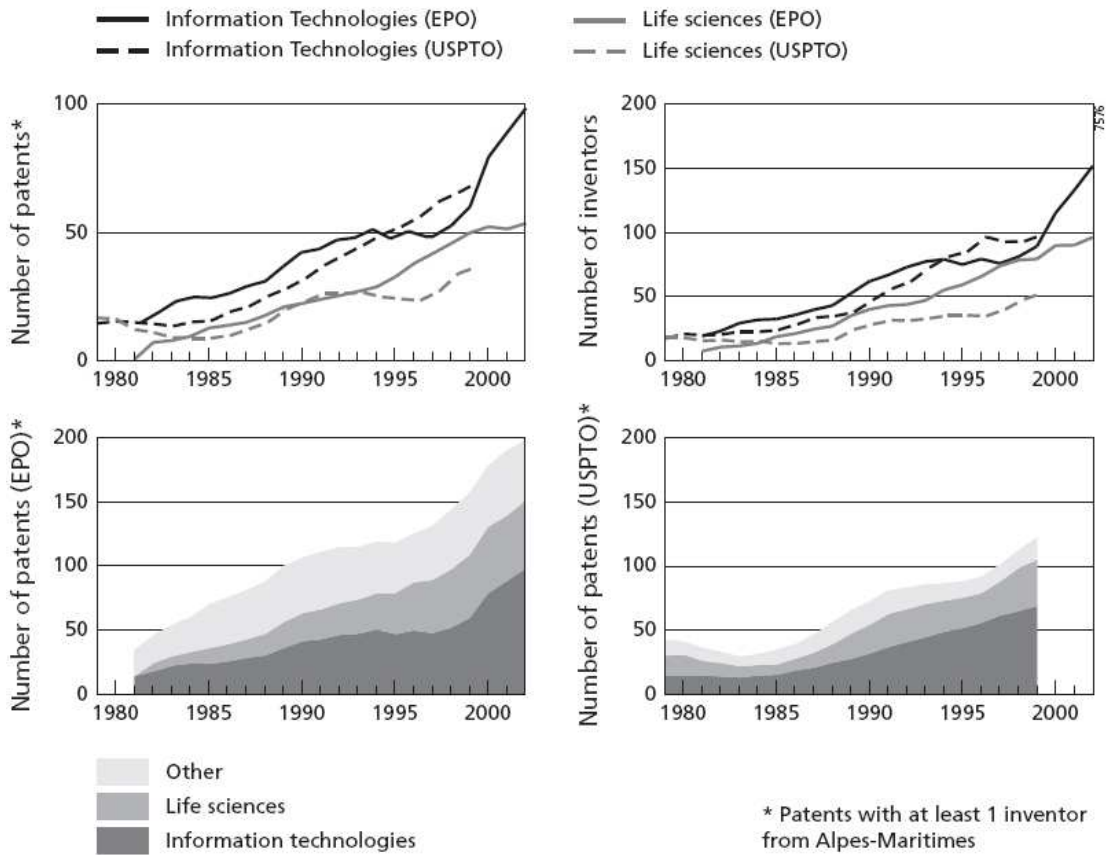 Information Technologies (EPO)
Information Technologies (USPTO)
Life sciences (EPO)
Life sciences (USPTO)
Number of patents*
100
50
0
1980 1985 1990 1995 2000
Number of inventors
200
150
100
50
0
1980 1985 1990 1995 2000
7576
Number of patents (EPO)*
200
150
100
50
0
1980 1985 1990 1995 2000
Number of patents (USPTO)*
200
150
100
50
0
1980 1985 1990 1995 2000
Other
Life sciences
Information technologies
* Patents with at least 1 inventor
from Alpes-Maritimes